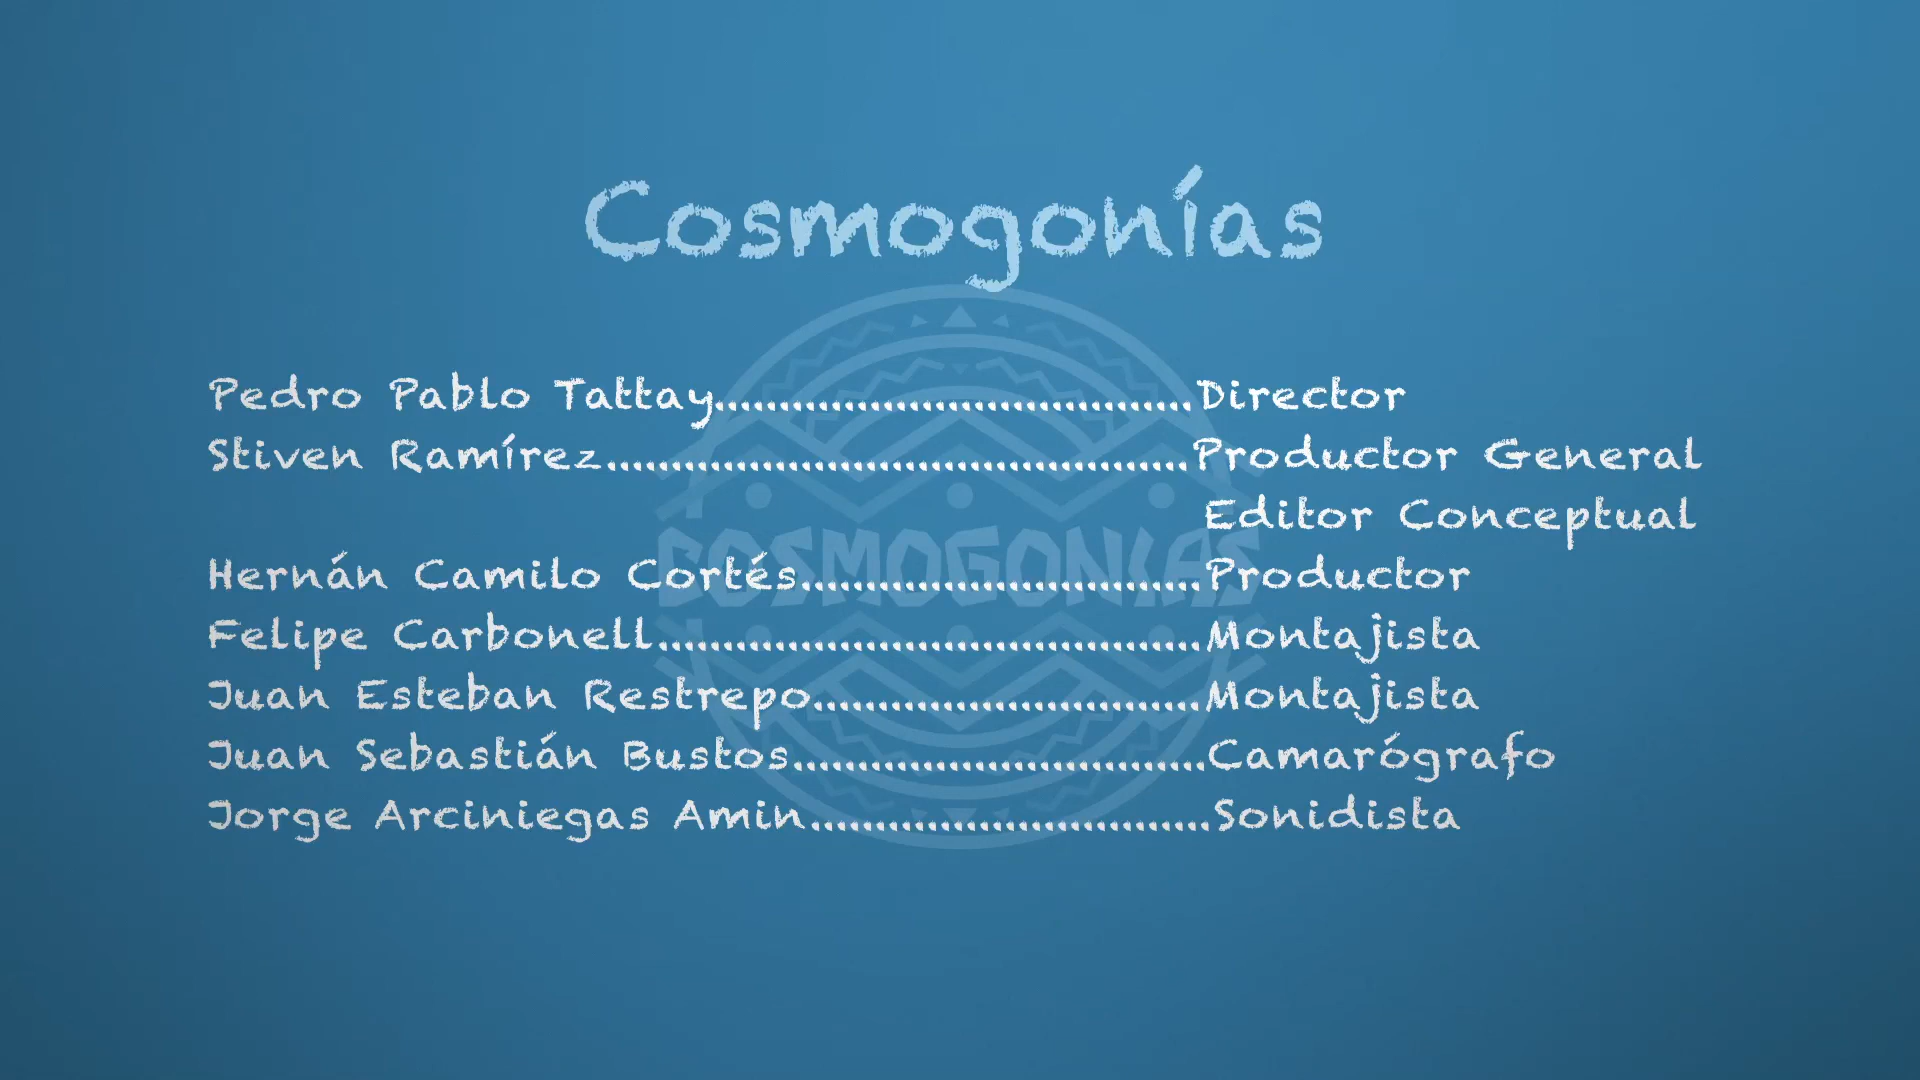 Cosmogonías
Pedro Pablo Tattay......................................Director
Stiven Ramírez...............................................Productor General
Editor Conceptual
COSMOGONIAS
Hernán Camilo Cortés................................Productor
Felipe Carbonell............................................Montajista
Juan Esteban Restrepo...............................Montajista
Juan Sebastián Bustos.................................Camarógrafo
Jorge Arciniegas Amin................................Sonidista